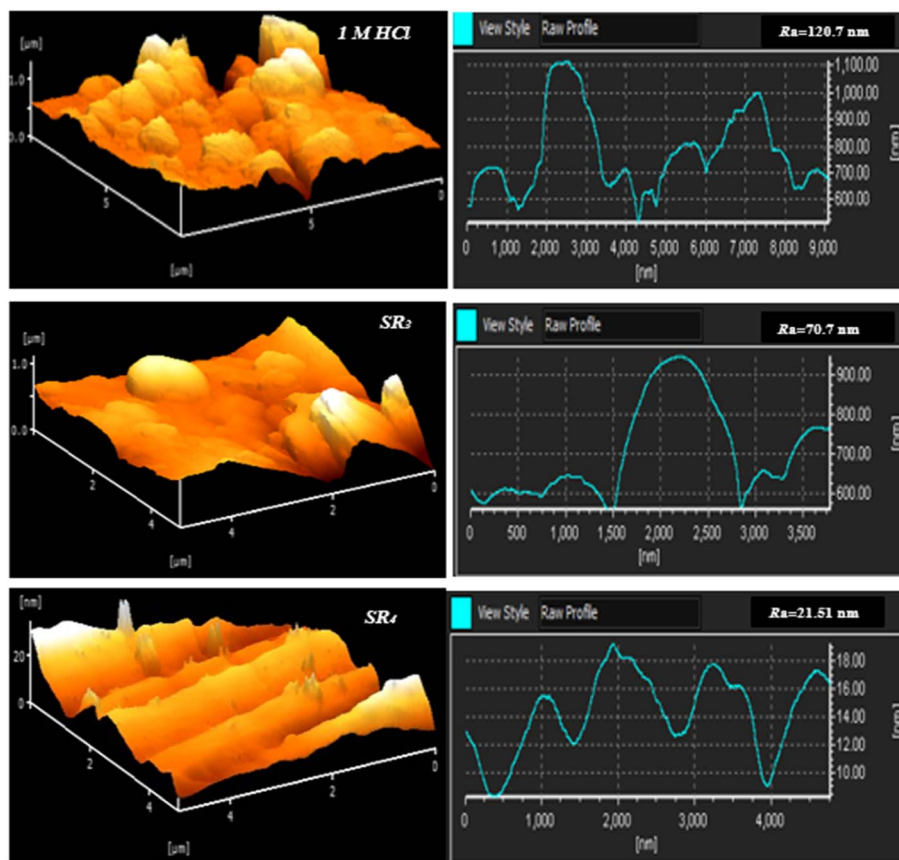 1 M HCl
[µm]
1.0
0.0
5
5
0
[µm]
View Style Raw Profile
Ra=120.7 nm
1,100.00
1,000.00
900.00
800.00
700.00
600.00
[nm]
0 1,000 2,000 3,000 4,000 5,000 6,000 7,000 8,000 9,000
[nm]
SR3
[µm]
1.0
0.0
2
4
4
2
0
[µm]
View Style Raw Profile
Ra=70.7 nm
900.00
800.00
700.00
600.00
[nm]
0 500 1,000 1,500 2,000 2,500 3,000 3,500
[nm]
SR4
[nm]
20
0
2
4
4
2
0
[µm]
View Style Raw Profile
Ra=21.51 nm
18.00
16.00
14.00
12.00
10.00
[nm]
0 1,000 2,000 3,000 4,000
[nm]